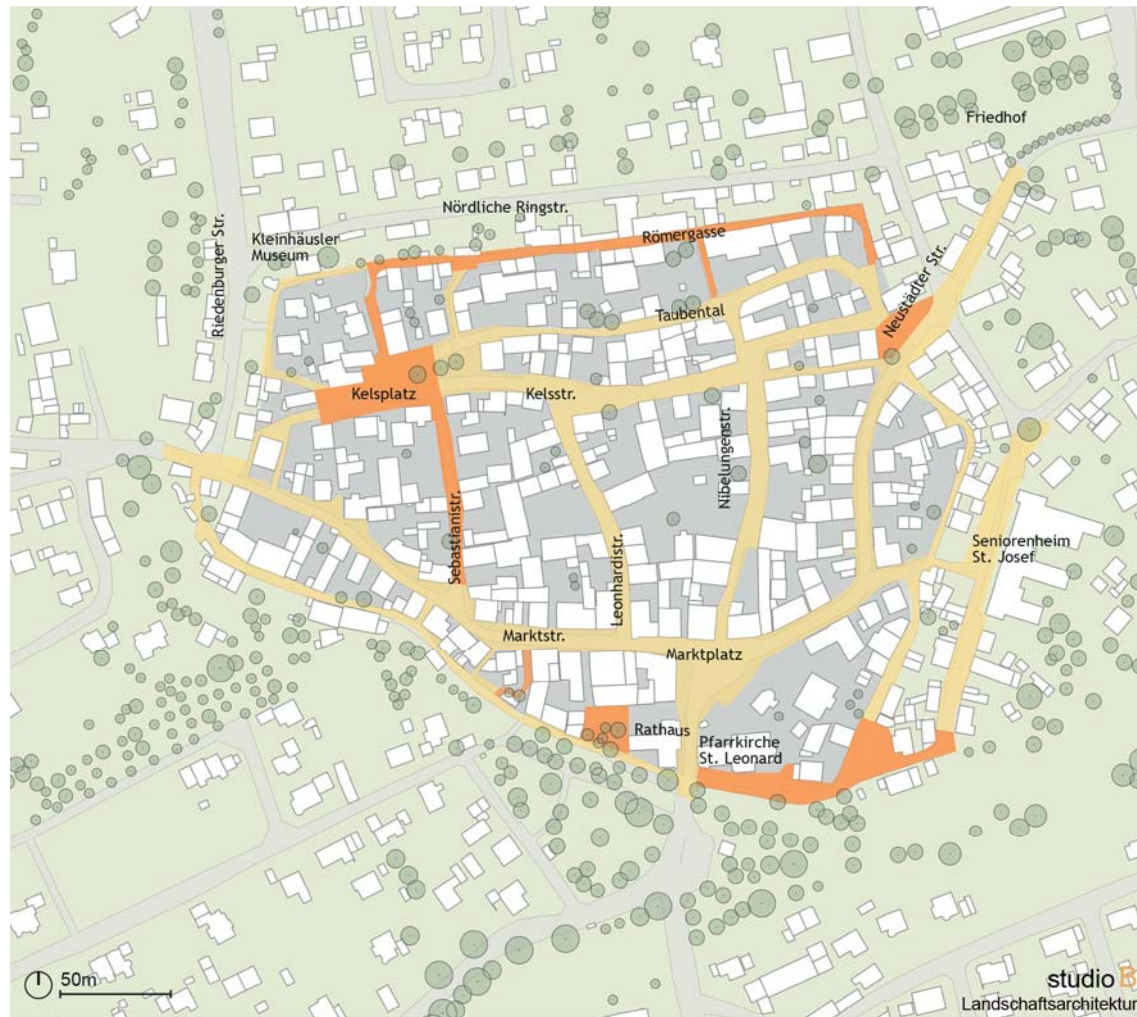 Friedhof
Nördliche Ringstr.
Römergasse
Kleinhäusler
Museum
Riedenburger Str.
Neustädter Str.
Taubental
Kelsplatz
Kelsstr.
Nibelungenstr.
Sebastianistr.
Leonhardistr.
Seniorenheim
St. Josef
Marktstr.
Marktplatz
Rathaus
Pfarrkirche
St. Leonard
50m
studio B
Landschaftsarchitektur